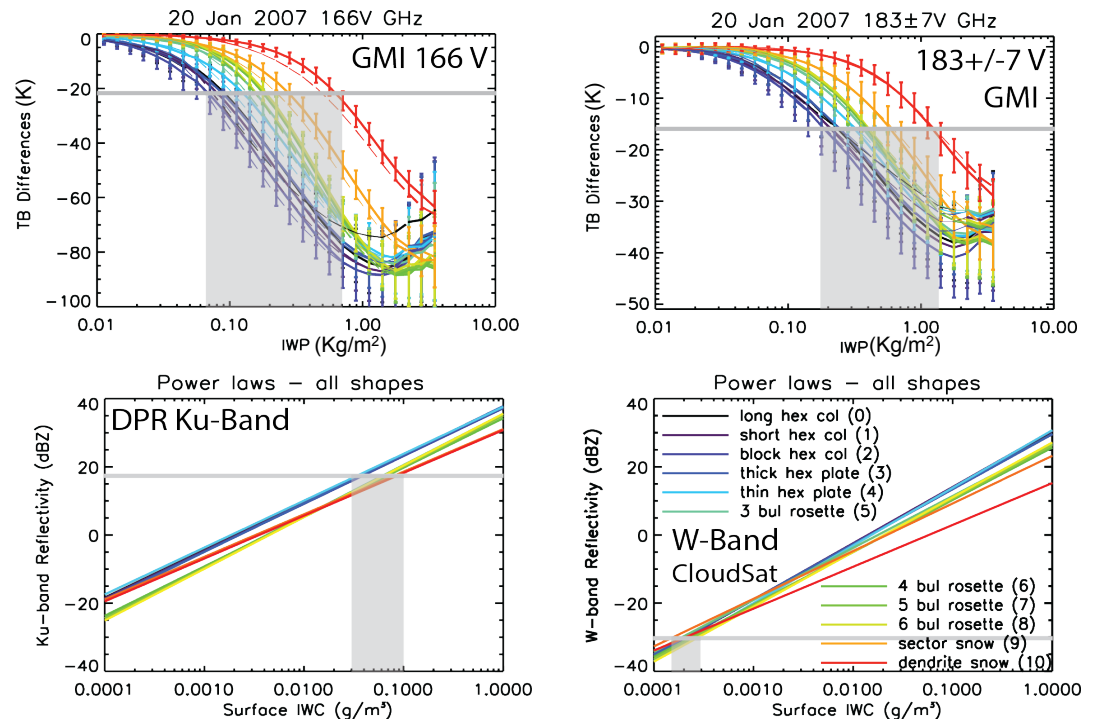 20 Jan 2007 166V GHz
GMI 166 V
TB Differences (K)
0
-20
-40
-60
-80
-100
0.01
0.10
1.00
10.00
IWP (Kg/m²)
20 Jan 2007 183±7V GHz
183+/-7 V
GMI
TB Differences (K)
0
-10
-20
-30
-40
-50
0.01
0.10
1.00
10.00
IWP (Kg/m²)
Power laws – all shapes
DPR Ku-Band
Ku-band Reflectivity (dBZ)
40
20
0
-20
-40
0.0001
0.0010
0.0100
0.1000
1.0000
Surface IWC (g/m³)
Power laws – all shapes
long hex col (0)
short hex col (1)
block hex col (2)
thick hex plate (3)
thin hex plate (4)
3 bul rosette (5)
W-Band
CloudSat
4 bul rosette (6)
5 bul rosette (7)
6 bul rosette (8)
sector snow (9)
dendrite snow (10)
W-band Reflectivity (dBZ)
40
20
0
-20
-40
0.0001
0.0010
0.0100
0.1000
1.0000
Surface IWC (g/m³)